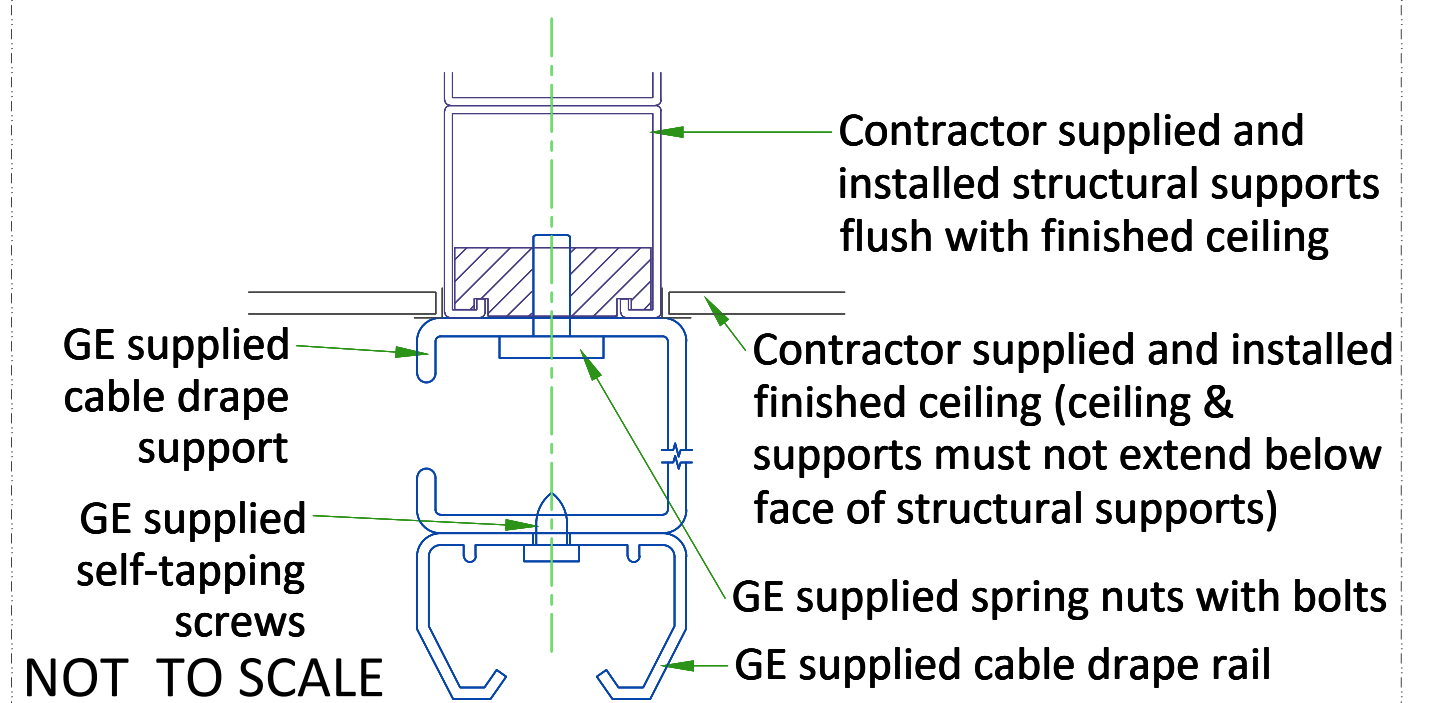 Contractor supplied and
installed structural supports
flush with finished ceiling
GE supplied
cable drape
support
Contractor supplied and installed
finished ceiling (ceiling &
supports must not extend below
face of structural supports)
GE supplied
self-tapping
screws
GE supplied spring nuts with bolts
GE supplied cable drape rail
NOT TO SCALE